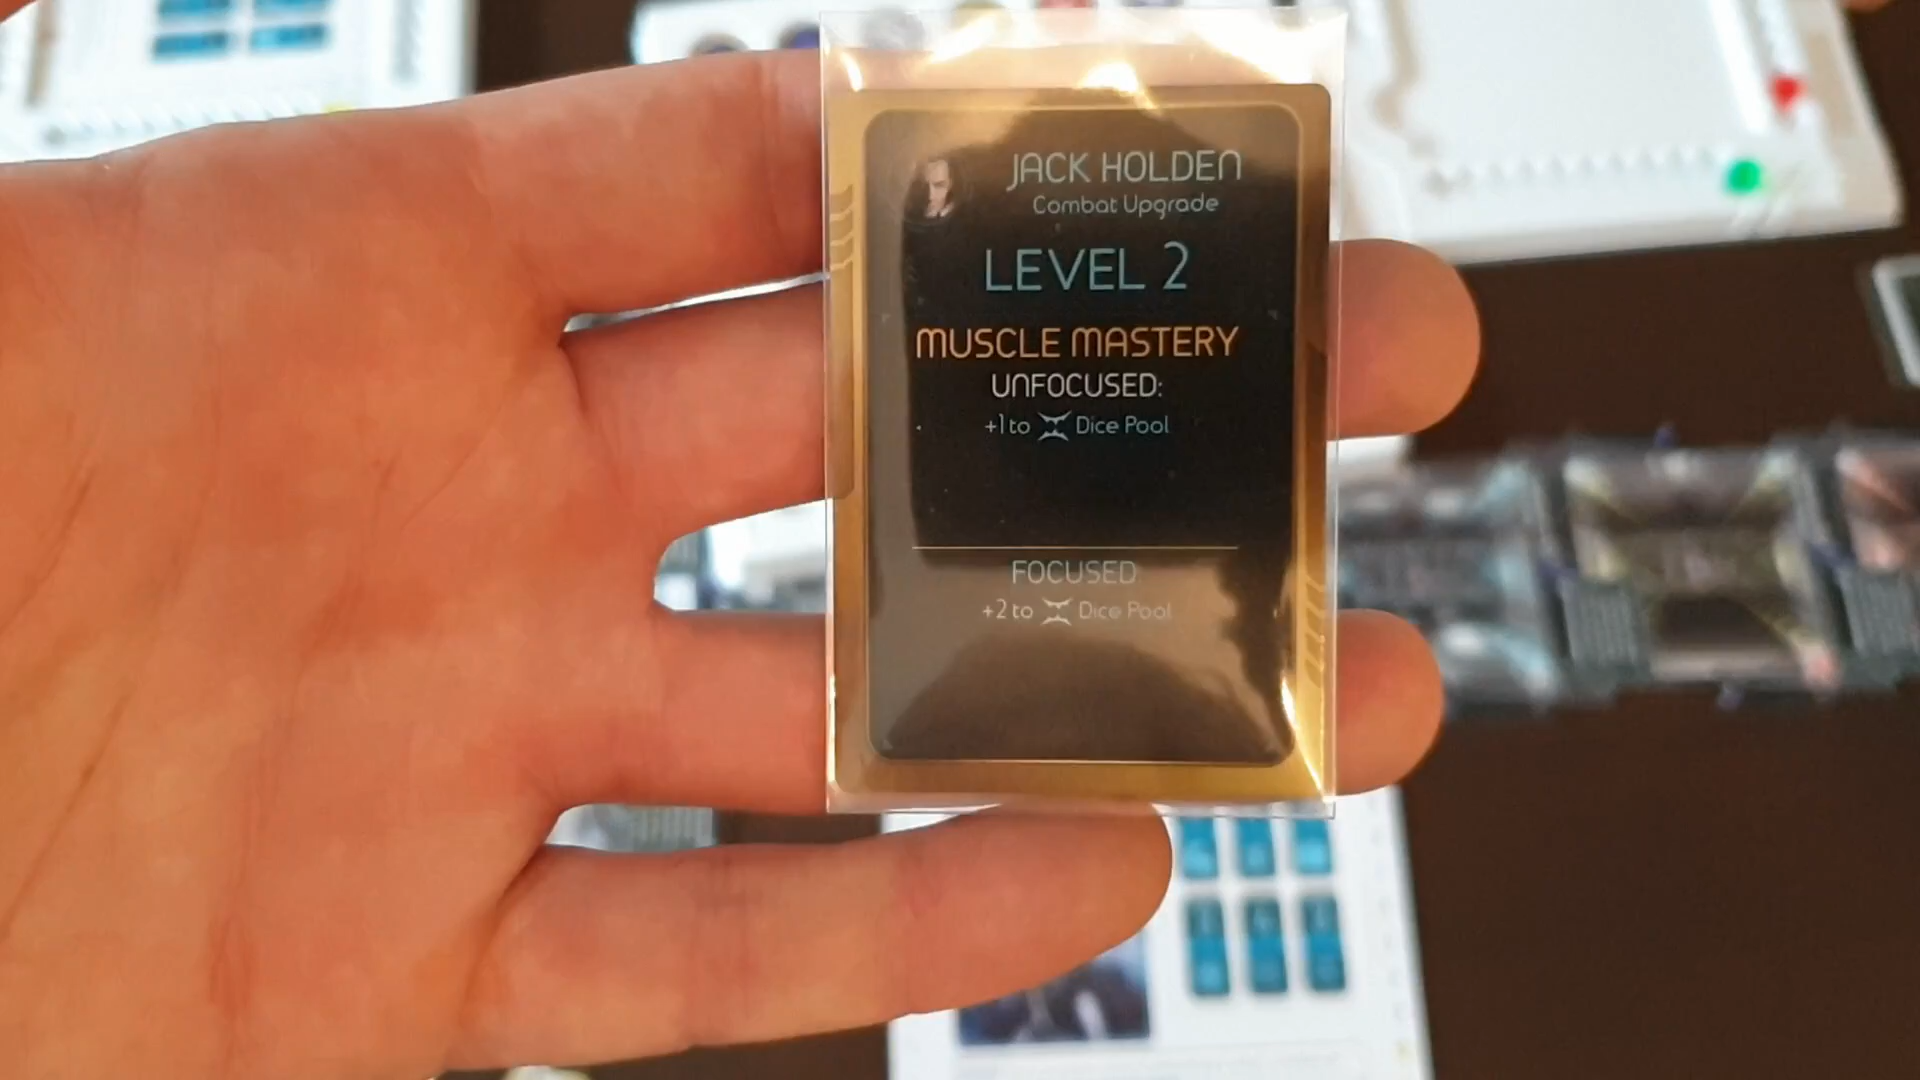 JACK HOLDEN
Combat Upgrade
LEVEL 2
MUSCLE MASTERY
UNFOCUSED:
+1 to Dice Pool
FOCUSED:
+2 to Dice Pool